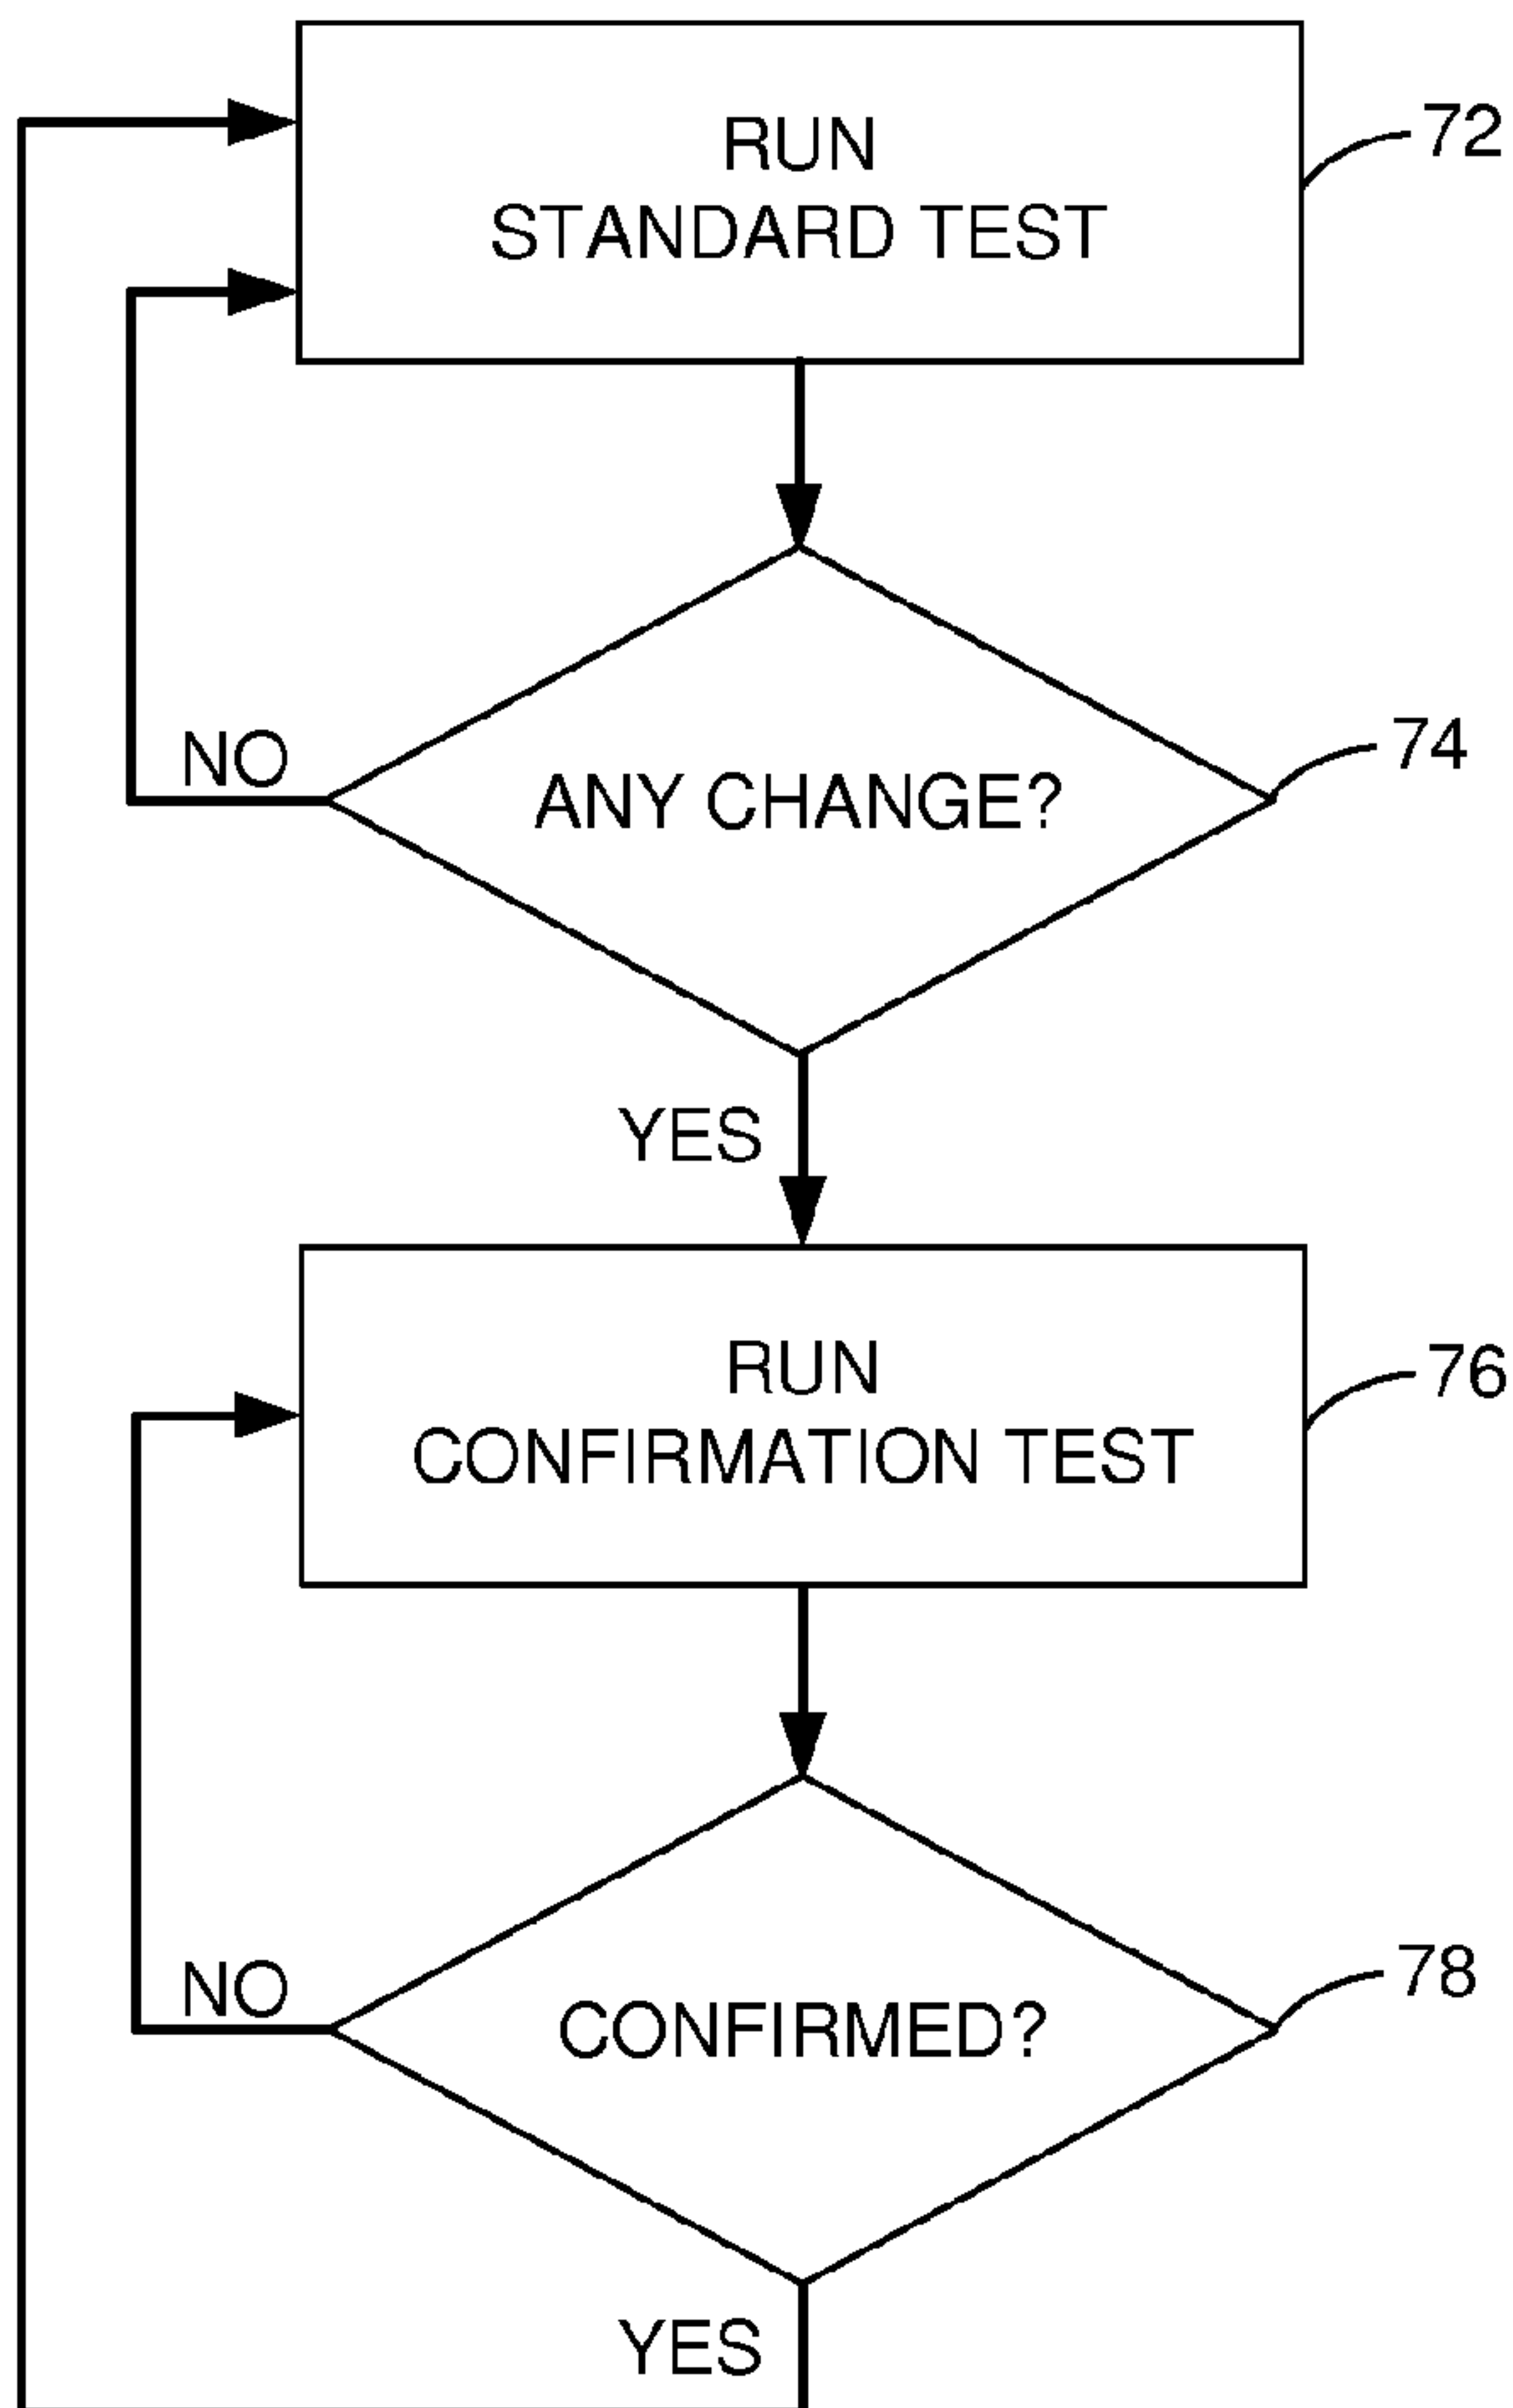 RUN
STANDARD TEST
72
NO
ANY CHANGE?
74
YES
RUN
CONFIRMATION TEST
76
NO
CONFIRMED?
78
YES